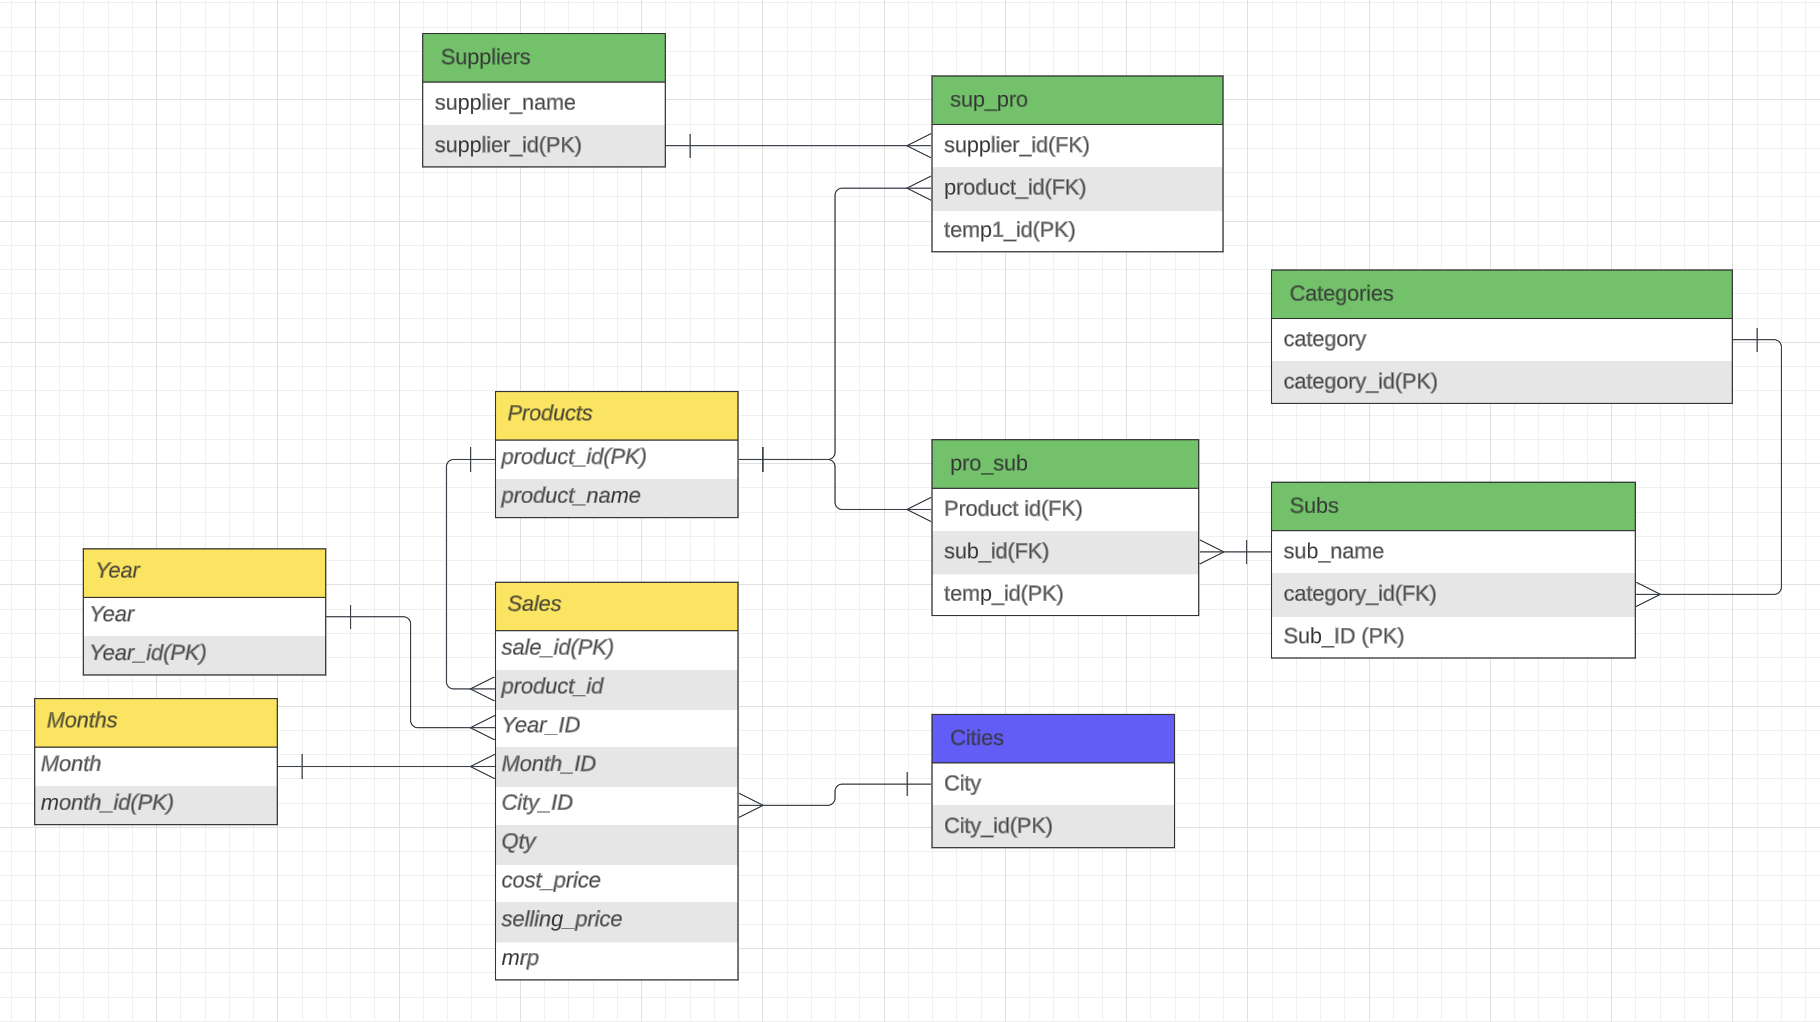 Suppliers
supplier_name
supplier_id(PK)
sup_pro
supplier_id(FK)
product_id(FK)
temp1_id(PK)
Categories
category
category_id(PK)
Products
product_id(PK)
product_name
pro_sub
Product id(FK)
sub_id(FK)
temp_id(PK)
Subs
sub_name
category_id(FK)
Sub_ID (PK)
Year
Year
Year_id(PK)
Months
Month
month_id(PK)
Sales
sale_id(PK)
product_id
Year_ID
Month_ID
City_ID
Qty
cost_price
selling_price
mrp
Cities
City
City_id(PK)